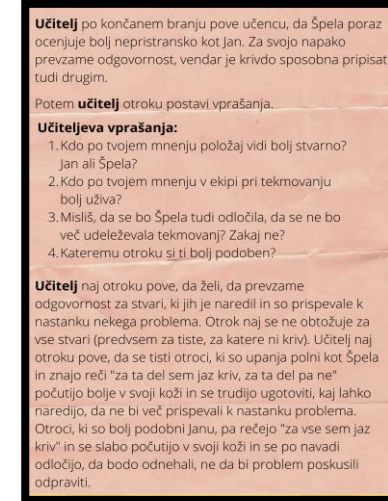 Učitelj po končanem branju pove učencu, da Špela poraz
ocenjuje bolj nepristransko kot Jan. Za svojo napako
prevzame odgovornost, vendar je krivdo sposobna pripisat
tudi drugim.
Potem učitelj otroku postavi vprašanja.
Učiteljeva vprašanja:
1. Kdo po tvojem mnenju položaj vidi bolj stvarno?
Jan ali Špela?
2. Kdo po tvojem mnenju v ekipi pri tekmovanju
bolj uživa?
3. Misliš, da se bo Špela tudi odločila, da se ne bo
več udeleževala tekmovanj? Zakaj ne?
4. Kateremu otroku si ti bolj podoben?
Učitelj naj otroku pove, da želi, da prevzame
odgovornost za stvari, ki jih je naredil in so prispevale k
nastanku nekega problema. Otrok naj se ne obtožuje za
vse stvari (predvsem za tiste, za katere ni kriv). Učitelj naj
otroku pove, da se tisti otroci, ki so upanja polni kot Špela
in znajo reči "za ta del sem jaz kriv, za ta del pa ne"
počutijo bolje v svoji koži in se trudijo ugotoviti, kaj lahko
naredijo, da ne bi več prispevali k nastanku problema.
Otroci, ki so bolj podobni Janu, pa rečejo "za vse sem jaz
kriv" in se slabo počutijo v svoji koži in se po navadi
odločijo, da bodo odnehali, ne da bi problem poskusili
odpraviti.